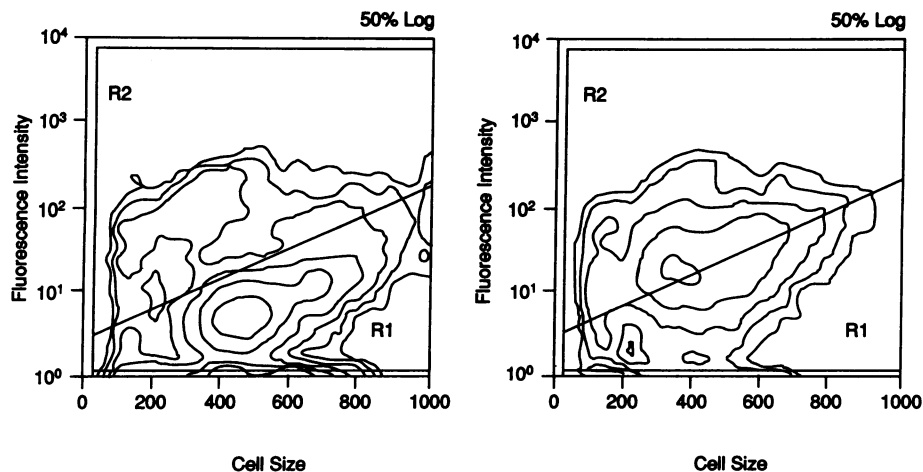 50% Log
10⁴
R2
10³
Fluorescence Intensity
10²
10¹
R1
10⁰
0 200 400 600 800 1000
Cell Size
50% Log
10⁴
R2
10³
Fluorescence Intensity
10²
10¹
R1
10⁰
0 200 400 600 800 1000
Cell Size